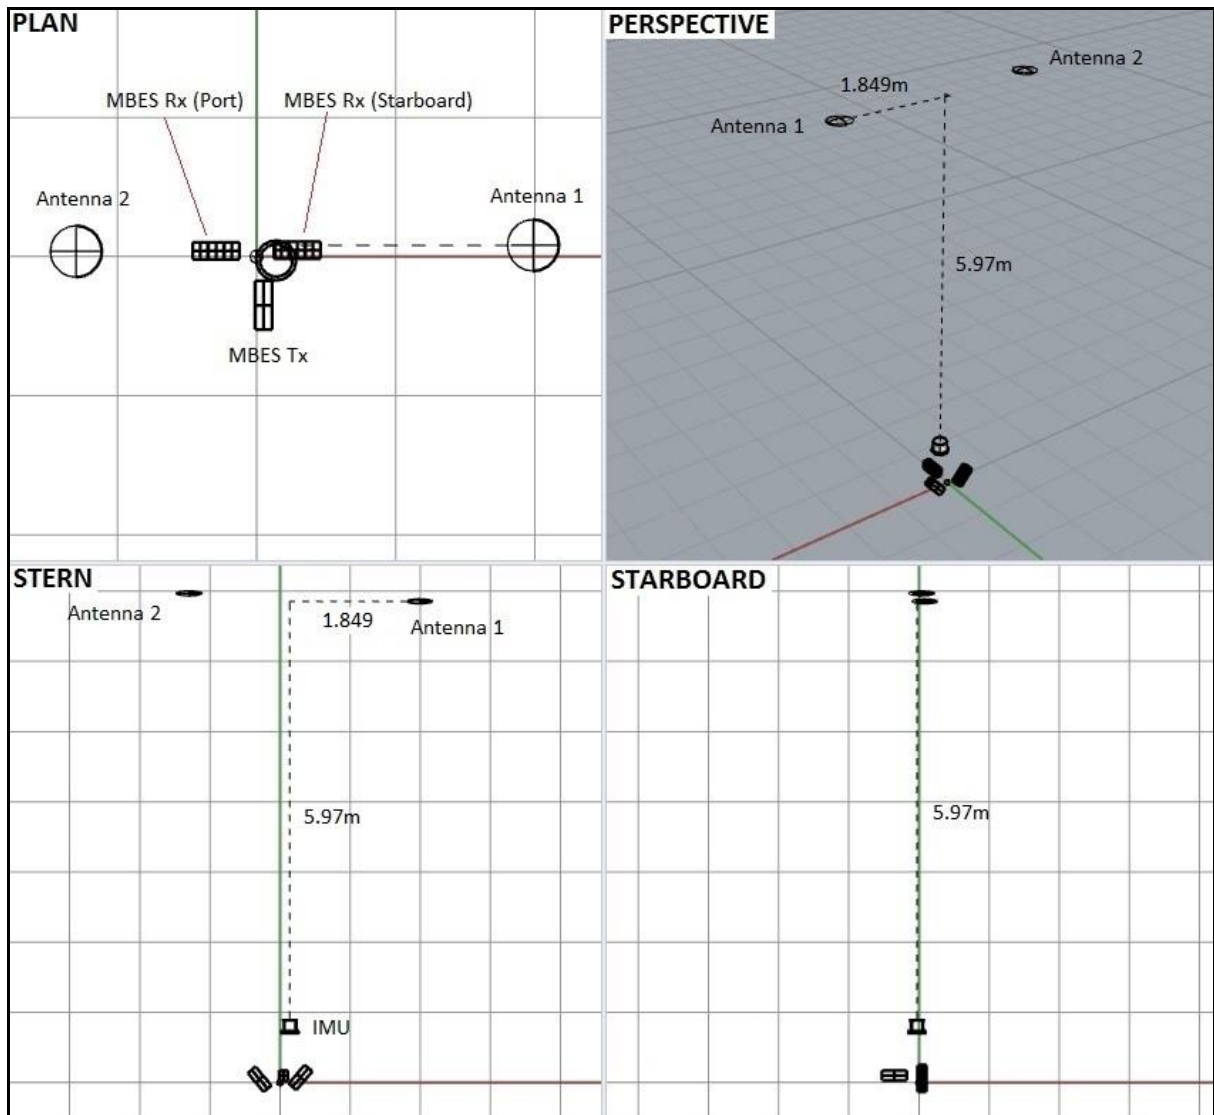 PLAN
MBES Rx (Port)
MBES Rx (Starboard)
Antenna 2
Antenna 1
MBES Tx
PERSPECTIVE
Antenna 2
1.849m
Antenna 1
5.97m
STERN
Antenna 2
1.849
Antenna 1
5.97m
IMU
STARBOARD
5.97m